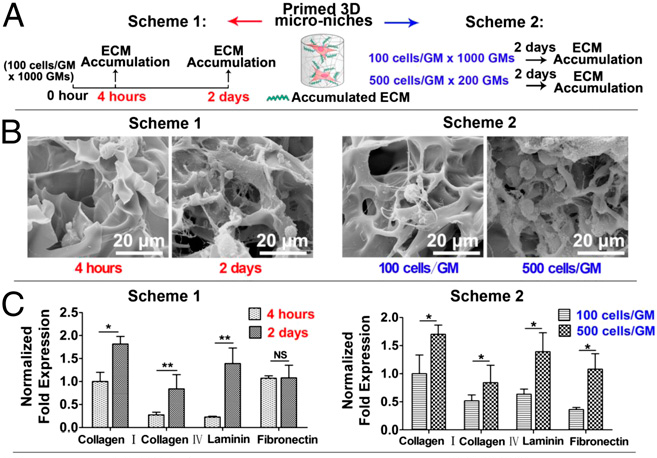 A
Scheme 1:
Primed 3D
micro-niches
Scheme 2:
(100 cells/GM
x 1000 GMs)
ECM
Accumulation
ECM
Accumulation
0 hour
4 hours
2 days
Accumulated ECM
100 cells/GM x 1000 GMs
2 days
ECM
Accumulation
500 cells/GM x 200 GMs
2 days
ECM
Accumulation
B
Scheme 1
Scheme 2
20 μm
20 μm
20 μm
20 μm
4 hours
2 days
100 cells/GM
500 cells/GM
C
Scheme 1
Normalized
Fold Expression
2.5
2.0
1.5
1.0
0.5
0.0
4 hours
2 days
*
**
**
NS
Collagen I Collagen IV Laminin Fibronectin
Scheme 2
Normalized
Fold Expression
2.0
1.5
1.0
0.5
0.0
100 cells/GM
500 cells/GM
*
*
*
*
Collagen I Collagen IV Laminin Fibronectin